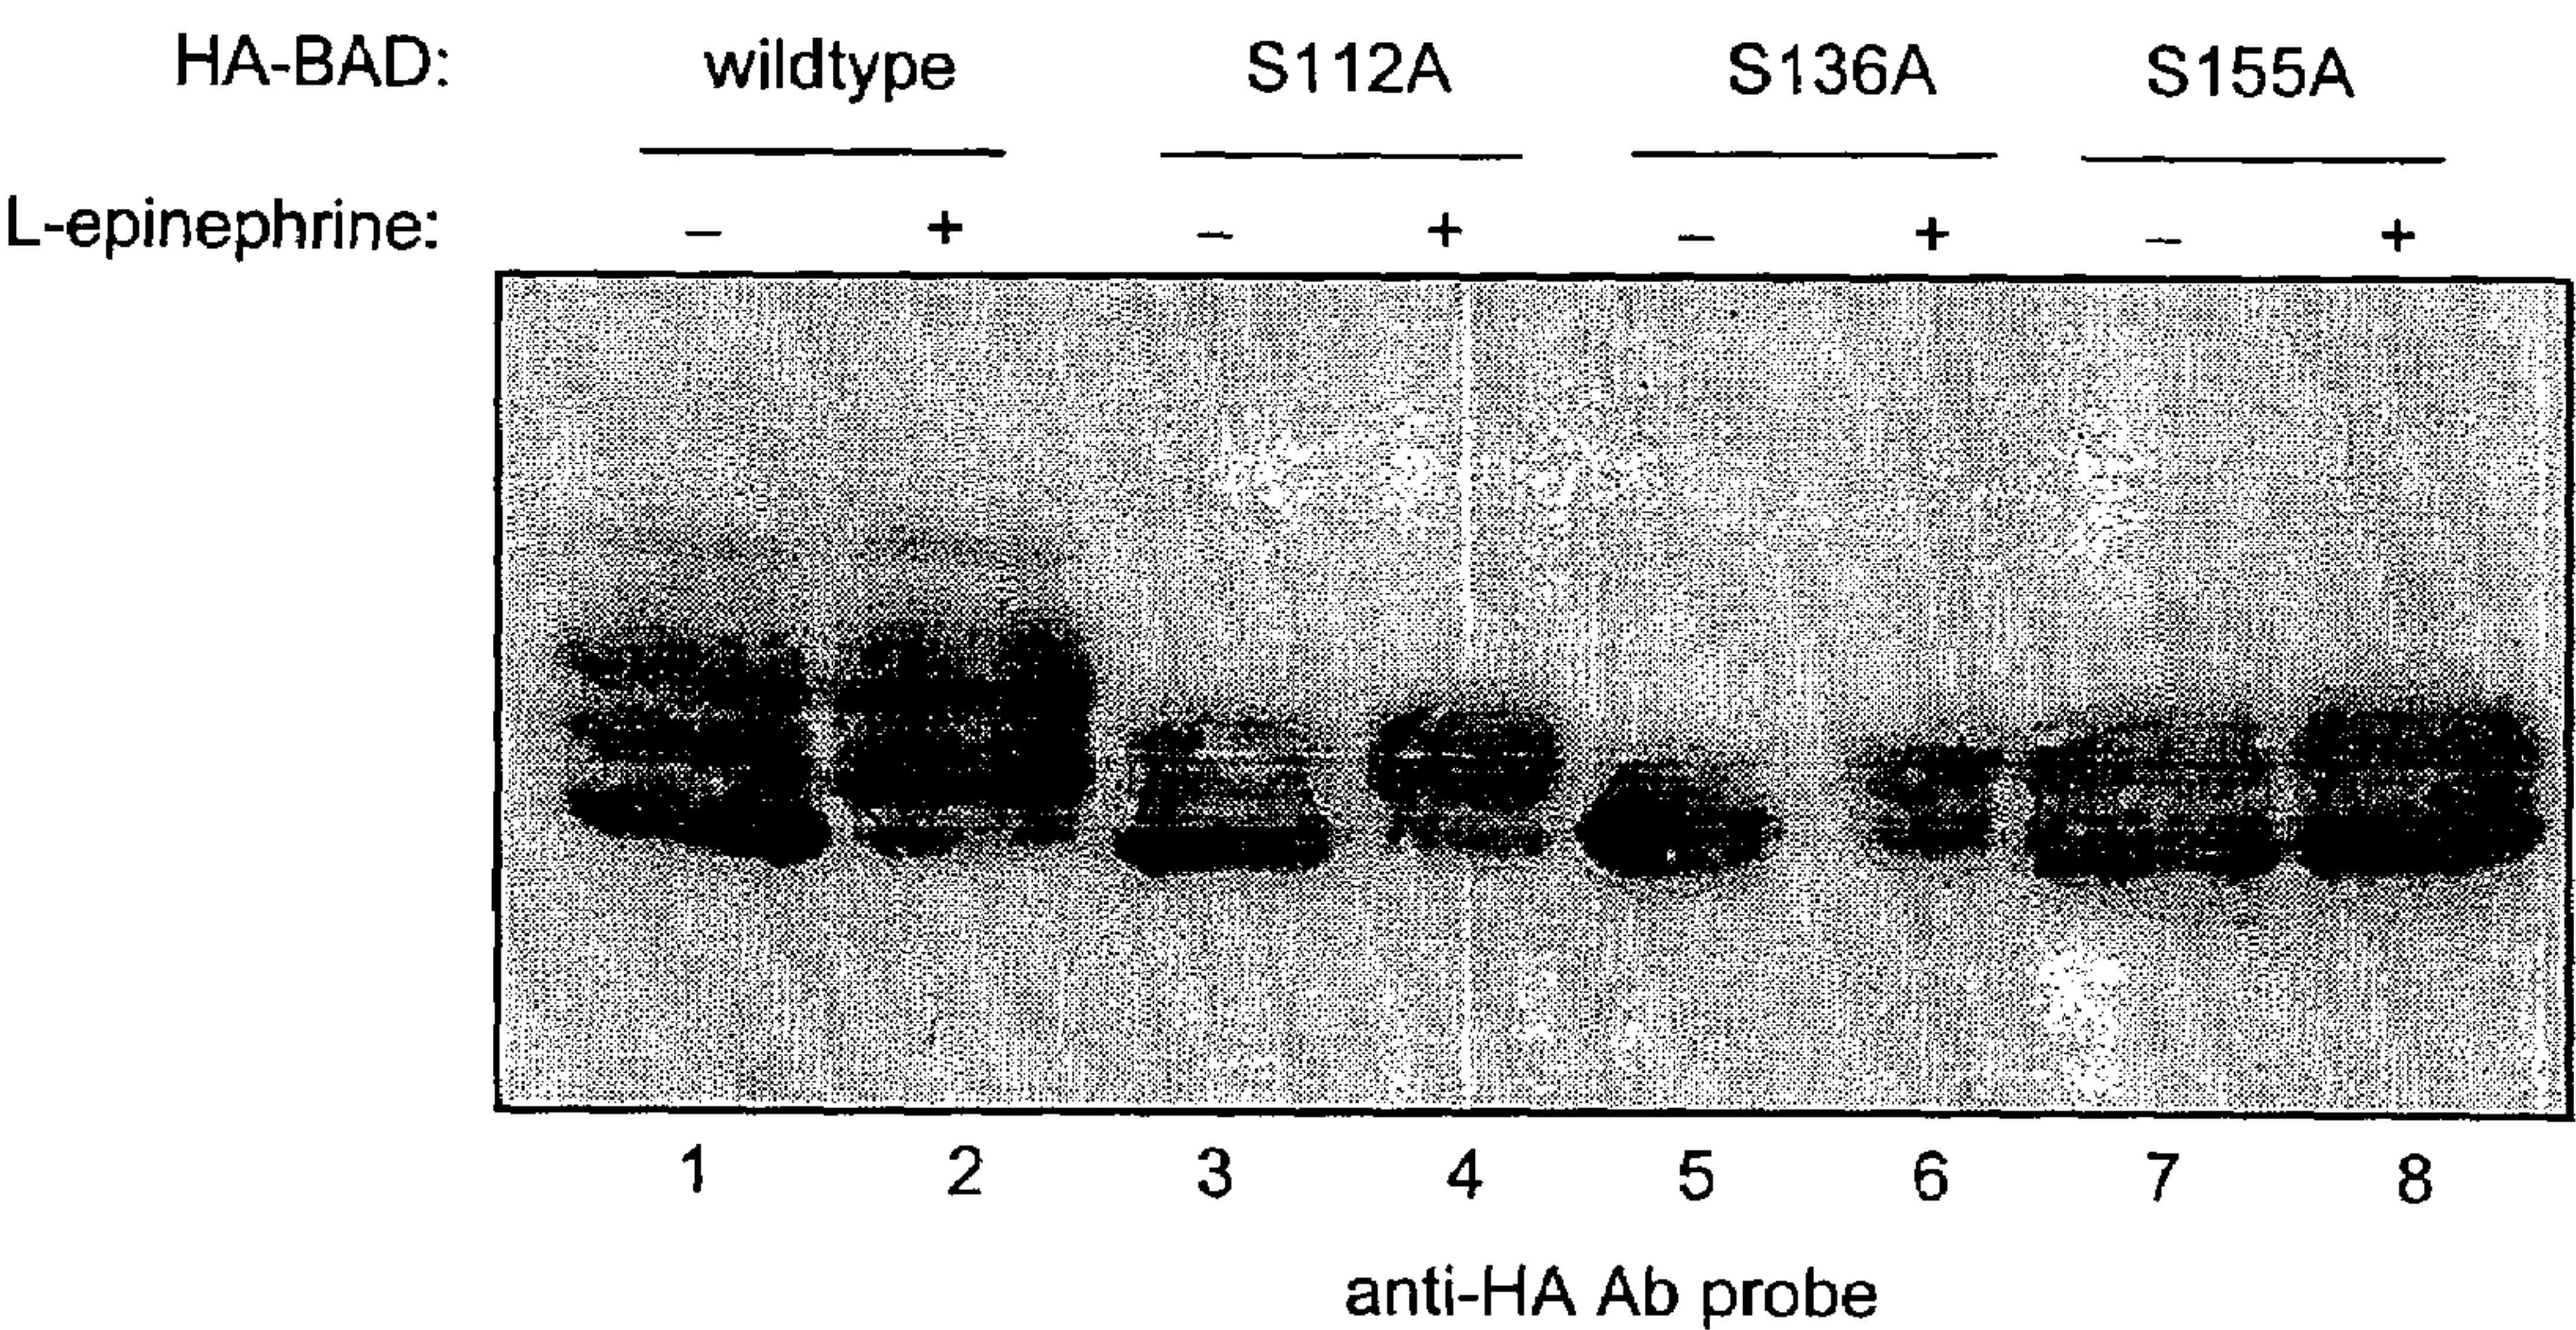 HA-BAD: wildtype S112A S136A S155A
L-epinephrine: – + – + – + – +
1 2 3 4 5 6 7 8
anti-HA Ab probe